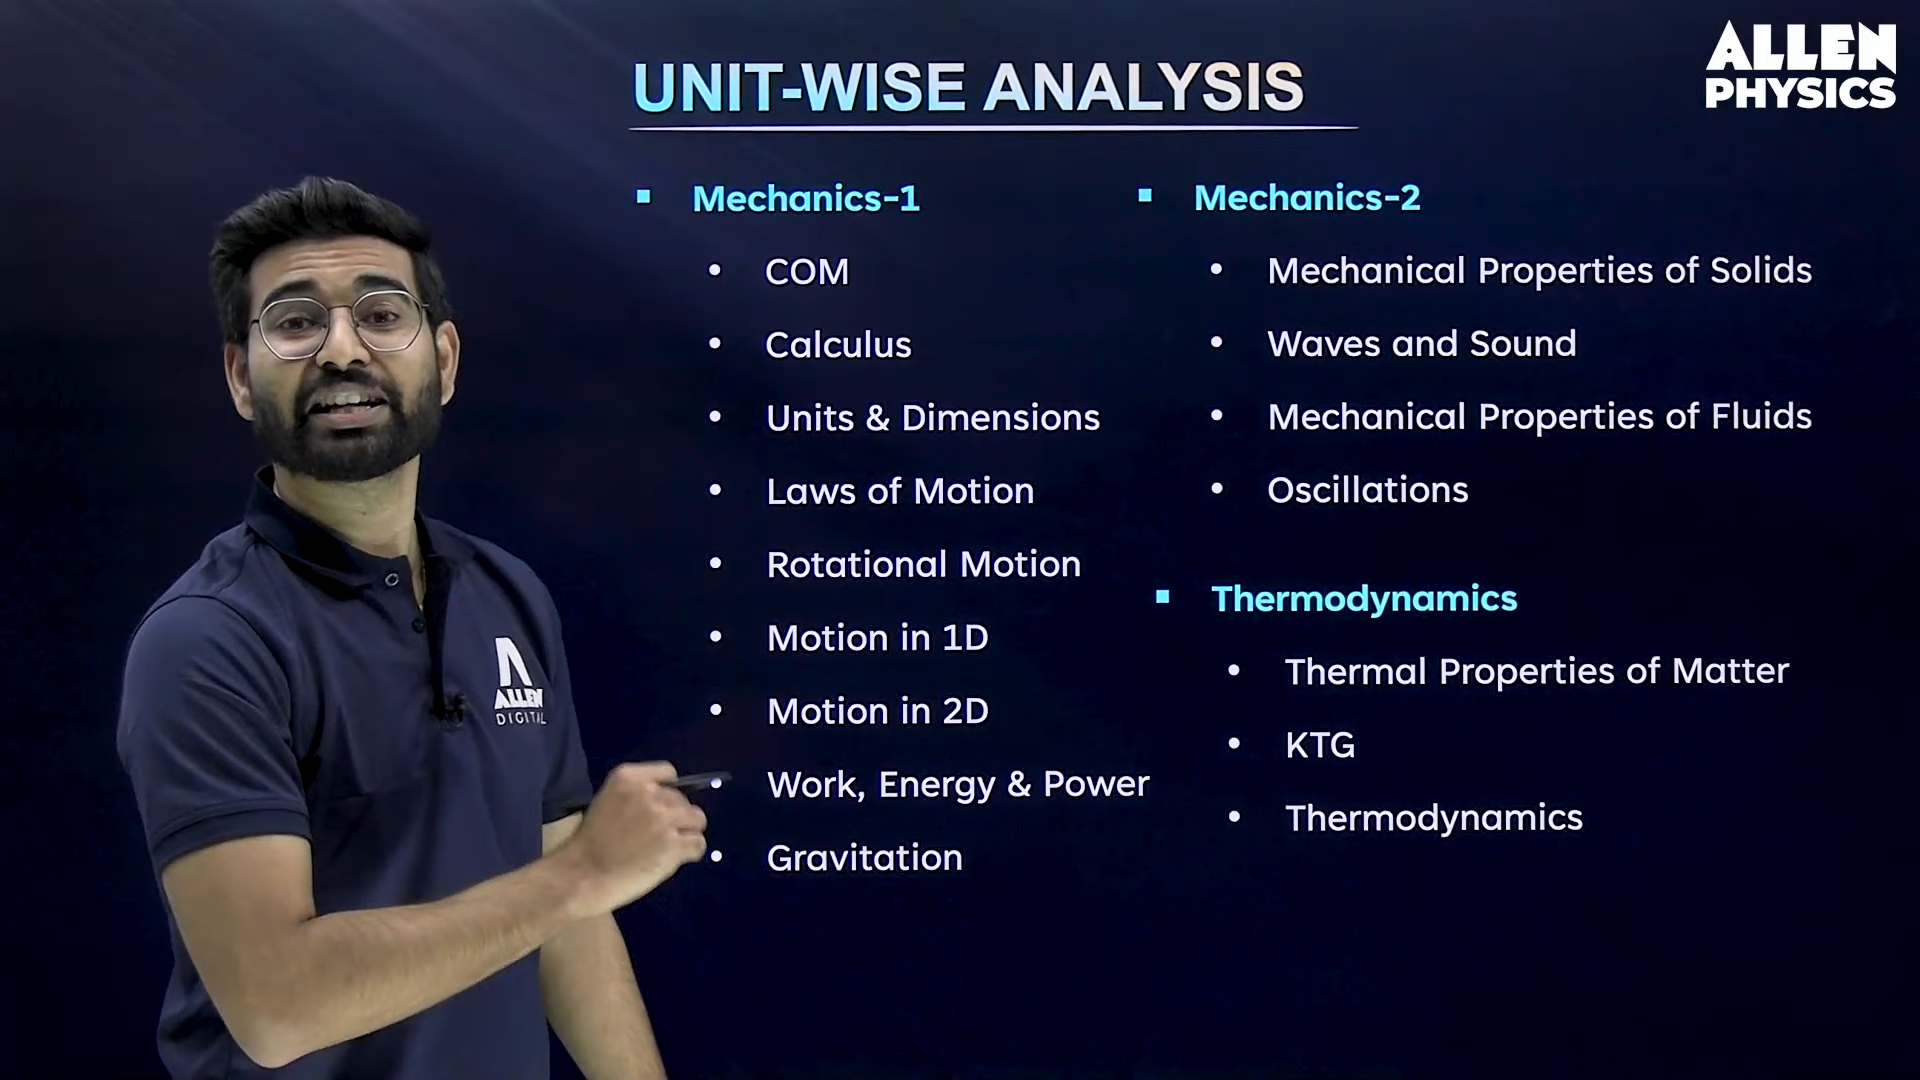 UNIT-WISE ANALYSIS
ALLEN
PHYSICS
Mechanics-1
COM
Calculus
Units & Dimensions
Laws of Motion
Rotational Motion
Motion in 1D
Motion in 2D
Work, Energy & Power
Gravitation
Mechanics-2
Mechanical Properties of Solids
Waves and Sound
Mechanical Properties of Fluids
Oscillations
Thermodynamics
Thermal Properties of Matter
KTG
Thermodynamics
ALLEN
DIGITAL